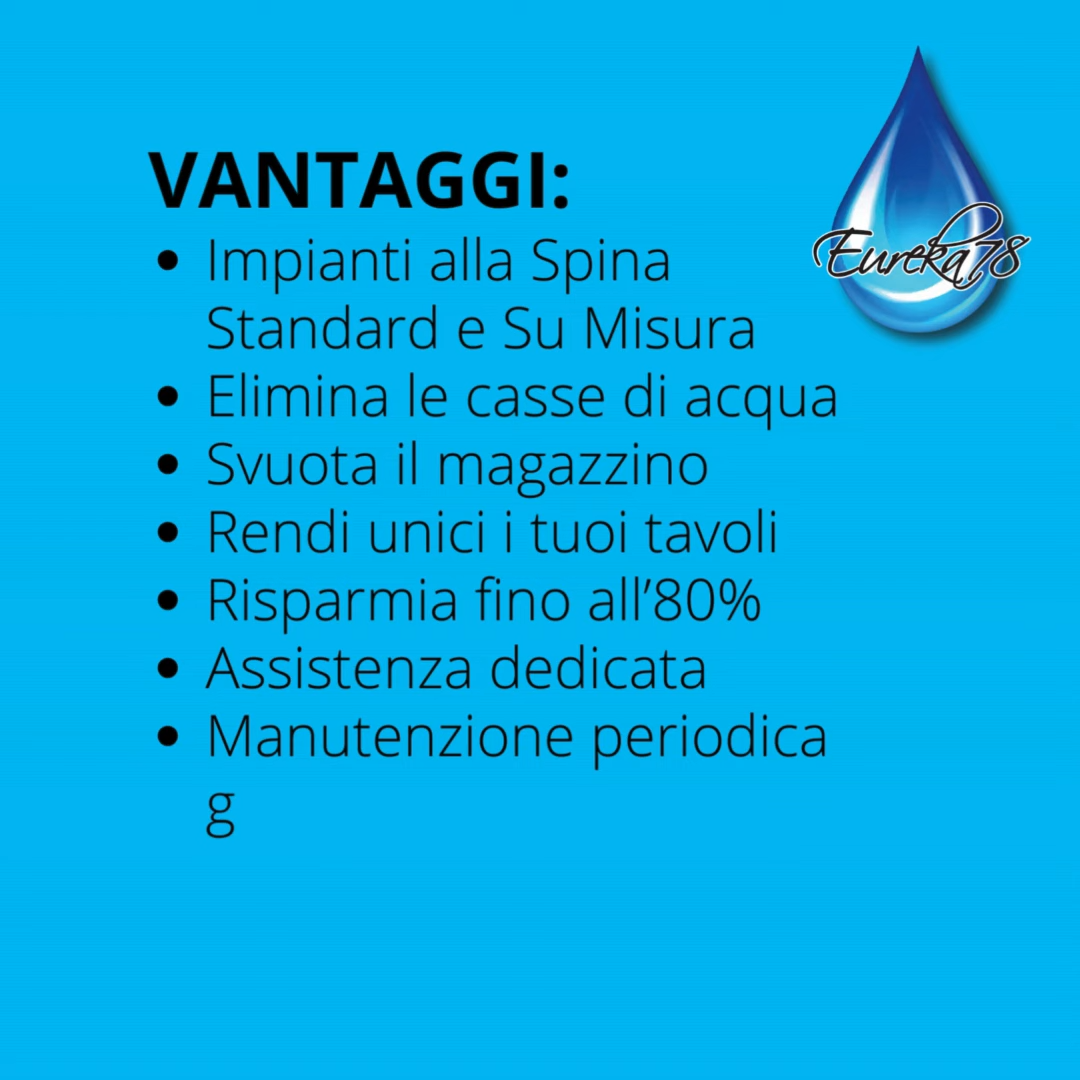 VANTAGGI:
• Impianti alla Spina
Standard e Su Misura
• Elimina le casse di acqua
• Svuota il magazzino
• Rendi unici i tuoi tavoli
• Risparmia fino all’80%
• Assistenza dedicata
• Manutenzione periodica
g
Eureka78